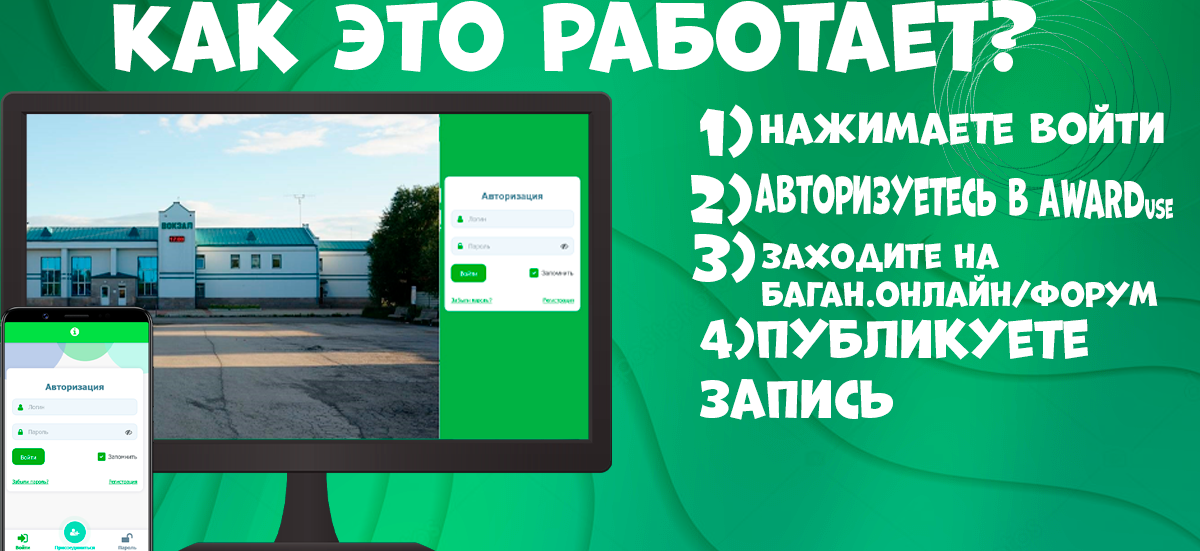 КАК ЭТО РАБОТАЕТ?
1) НАЖИМАЕТЕ ВОЙТИ
2) АВТОРИЗУЕТЕСЬ В AWARDUSE
3) ЗАХОДИТЕ НА
БАГАН.ОНЛАЙН/ФОРУМ
4)ПУБЛИКУЕТЕ
ЗАПИСЬ
ВОКЗАЛ
Авторизация
Логин
Пароль
Войти
Запомнить
Забыли пароль?
Регистрация
Авторизация
Логин
Пароль
Войти
Запомнить
Забыли пароль?
Регистрация
Войти
Присоединиться
Пароль